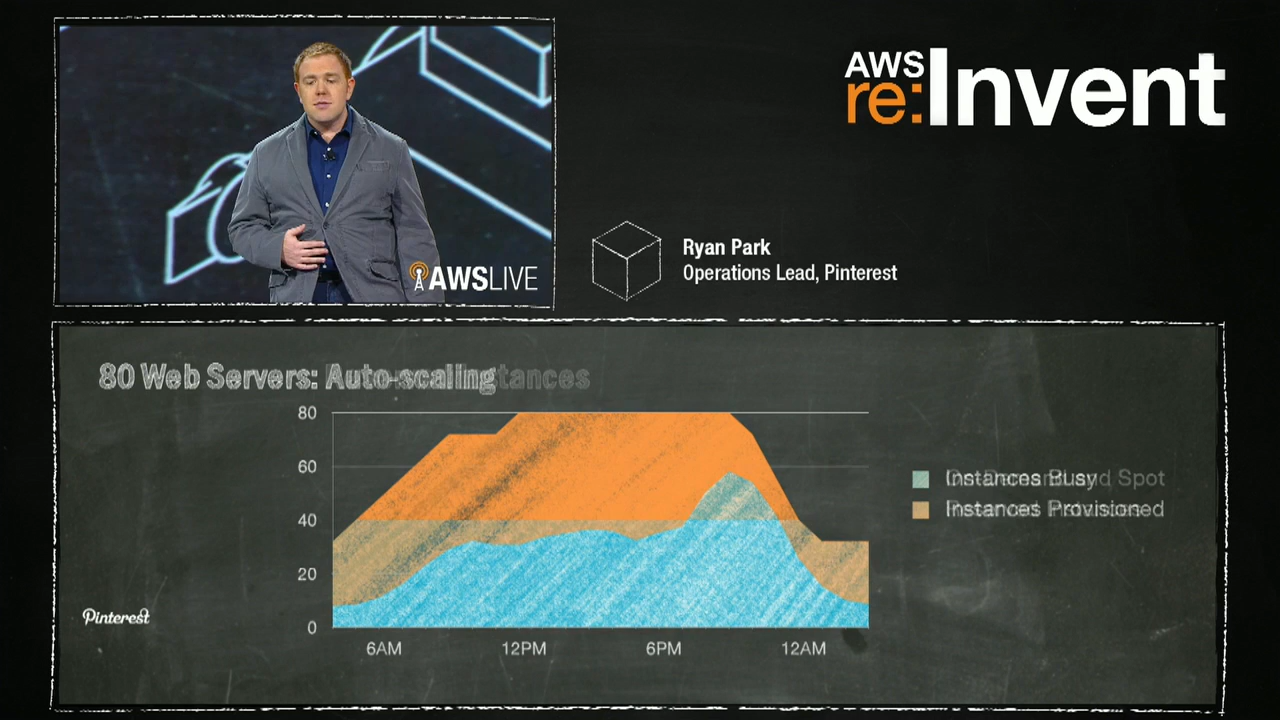 AWS
re:Invent
AWSLIVE
Ryan Park
Operations Lead, Pinterest
80 Web Servers: Auto-scaling
80
60
40
20
0
6AM 12PM 6PM 12AM
Instances Busy
Instances Provisioned
Pinterest